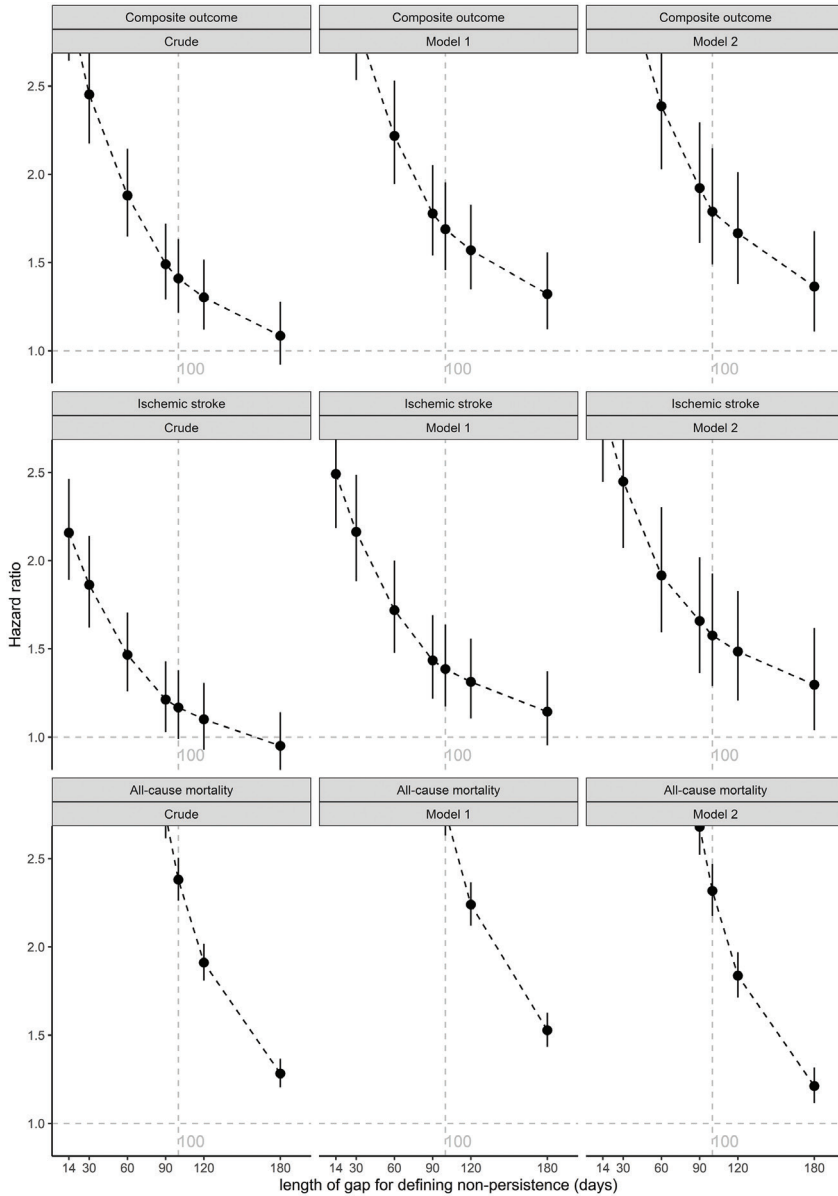 Composite outcome
Crude
Composite outcome
Model 1
Composite outcome
Model 2
2.5
2.0
1.5
1.0
100
100
100
Ischemic stroke
Crude
Ischemic stroke
Model 1
Ischemic stroke
Model 2
Hazard ratio
2.5
2.0
1.5
1.0
100
100
100
All-cause mortality
Crude
All-cause mortality
Model 1
All-cause mortality
Model 2
2.5
2.0
1.5
1.0
100
100
100
14 30 60 90 120 180 14 30 60 90 120 180 14 30 60 90 120 180
length of gap for defining non-persistence (days)